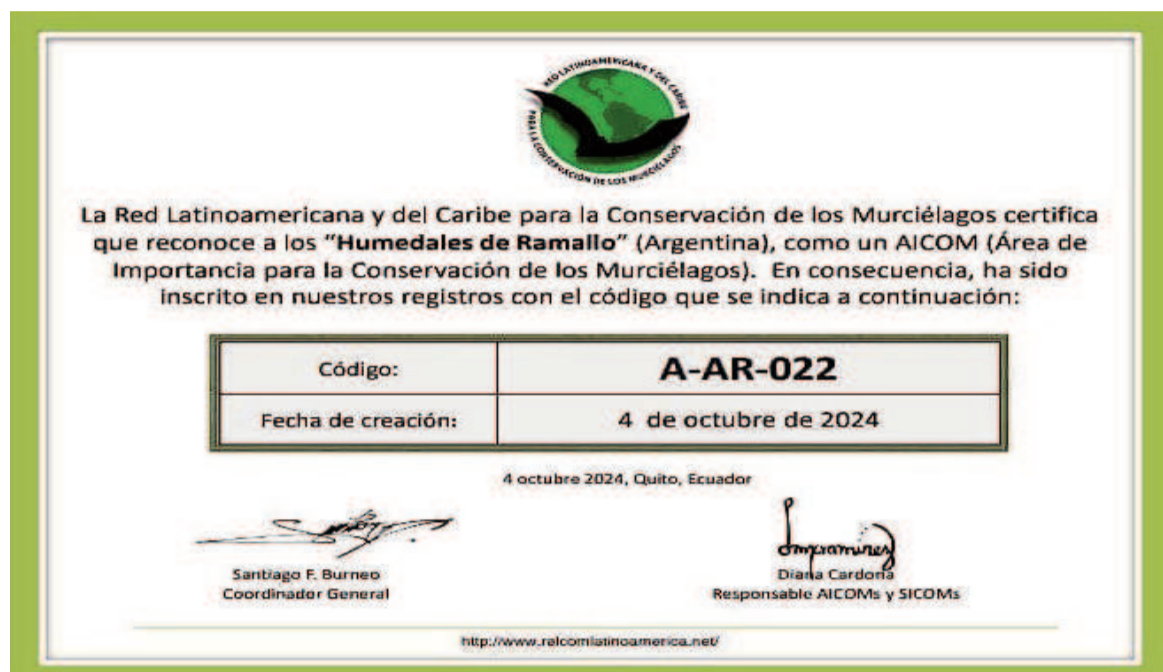 RED LATINOAMERICANA Y DEL CARIBE
PARA LA CONSERVACIÓN DE LOS MURCIÉLAGOS
La Red Latinoamericana y del Caribe para la Conservación de los Murciélagos certifica
que reconoce a los “Humedales de Ramallo” (Argentina), como un AICOM (Área de
Importancia para la Conservación de los Murciélagos). En consecuencia, ha sido
inscrito en nuestros registros con el código que se indica a continuación:
Código: A-AR-022
Fecha de creación: 4 de octubre de 2024
4 octubre 2024, Quito, Ecuador
Santiago F. Burneo
Coordinador General
Diana Cardona
Responsable AICOMs y SICOMs
http://www.relcomlatinoamerica.net/